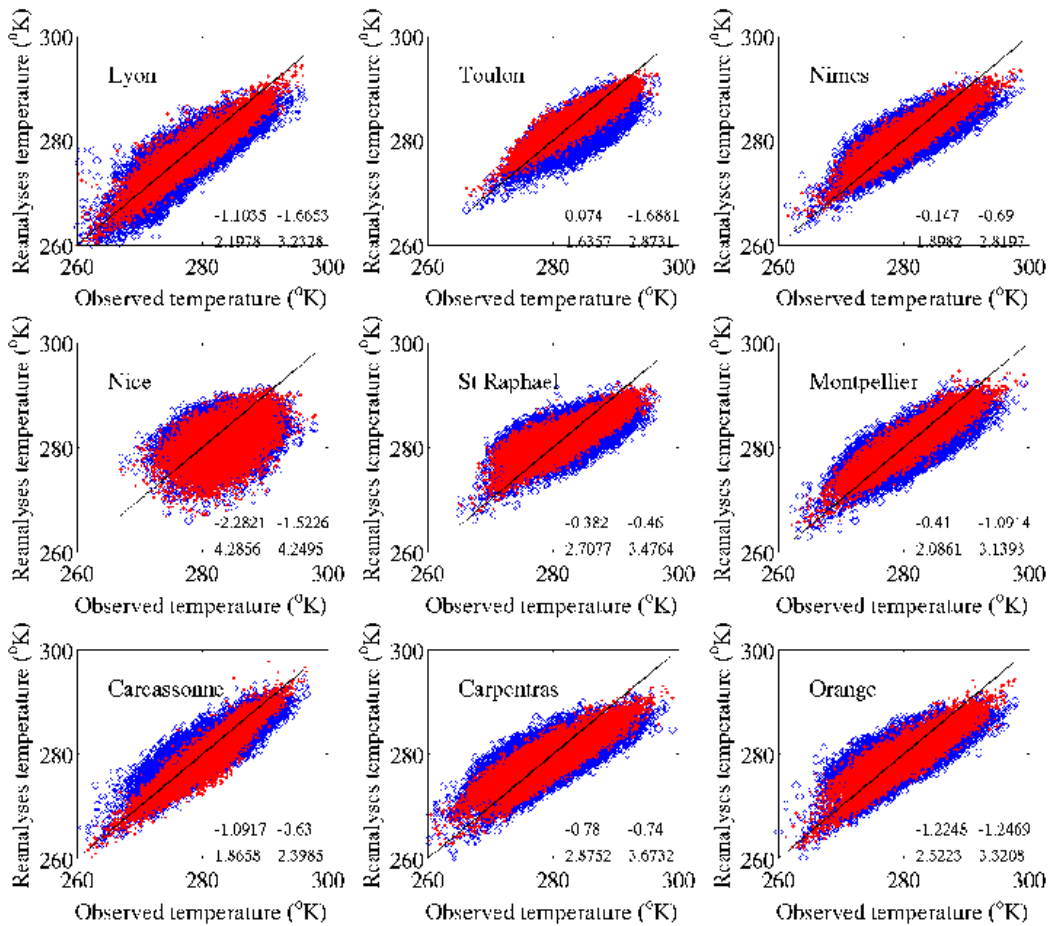 Reanalyses temperature (°K)
300
280
260
Lyon
-1.1035 -1.6653
2.1978 3.2328
260 280 300
Observed temperature (°K)
Reanalyses temperature (°K)
300
280
260
Toulon
0.074 -1.6881
1.6357 2.8731
260 280 300
Observed temperature (°K)
Reanalyses temperature (°K)
300
280
260
Nimes
-0.147 -0.69
1.8982 2.8197
260 280 300
Observed temperature (°K)
Reanalyses temperature (°K)
300
280
260
Nice
-2.2821 -1.5226
4.2856 4.2495
260 280 300
Observed temperature (°K)
Reanalyses temperature (°K)
300
280
260
St Raphael
-0.382 -0.46
2.7077 3.4764
260 280 300
Observed temperature (°K)
Reanalyses temperature (°K)
300
280
260
Montpellier
-0.41 -1.0914
2.0861 3.1393
260 280 300
Observed temperature (°K)
Reanalyses temperature (°K)
300
280
260
Carcassonne
-1.0917 -0.63
1.8658 2.3985
260 280 300
Observed temperature (°K)
Reanalyses temperature (°K)
300
280
260
Carpentras
-0.78 -0.74
2.8752 3.6732
260 280 300
Observed temperature (°K)
Reanalyses temperature (°K)
300
280
260
Orange
-1.2245 -1.2469
2.5223 3.3208
260 280 300
Observed temperature (°K)